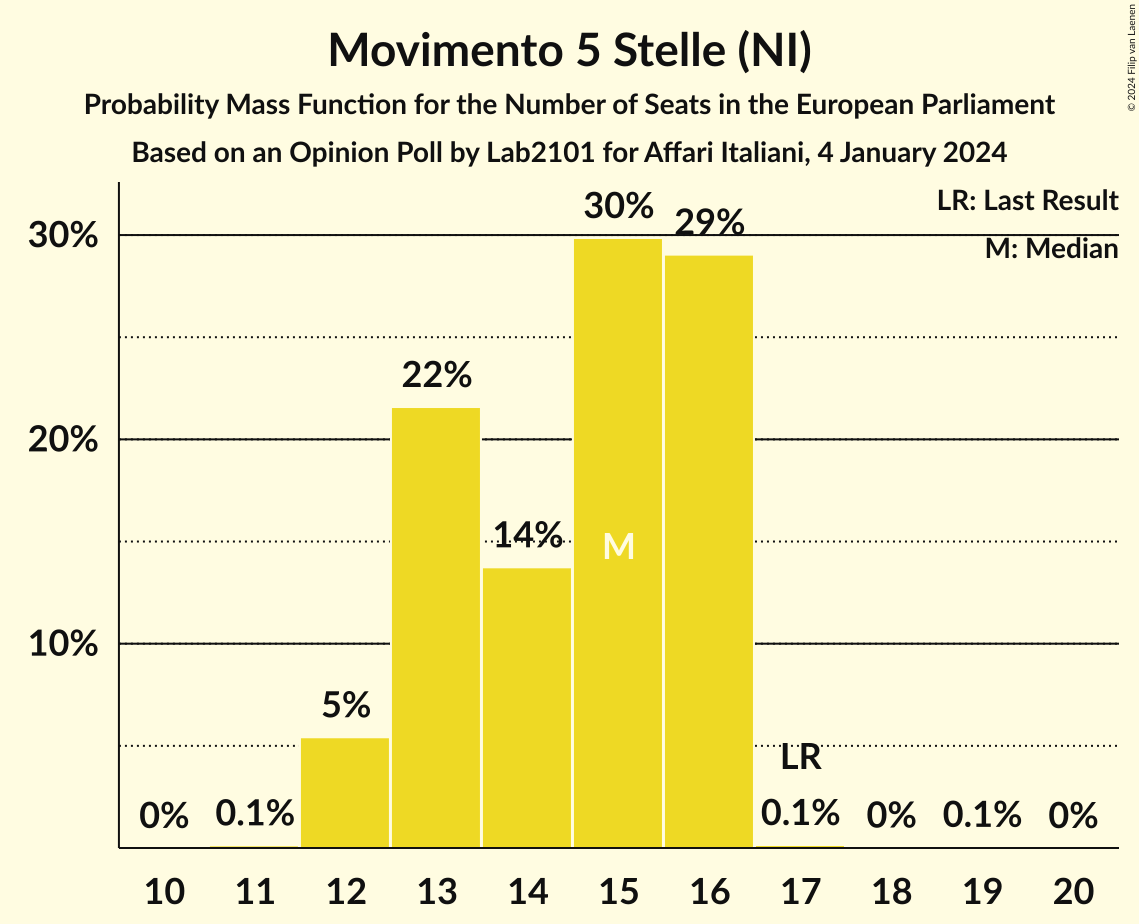 Movimento 5 Stelle (NI)
Probability Mass Function for the Number of Seats in the European Parliament
Based on an Opinion Poll by Lab2101 for Affari Italiani, 4 January 2024
© 2024 Filip van Laenen
LR: Last Result
M: Median
30%
20%
10%
0%
0.1%
5%
22%
14%
30%
M
29%
LR
0.1%
0%
0.1%
0%
10 11 12 13 14 15 16 17 18 19 20